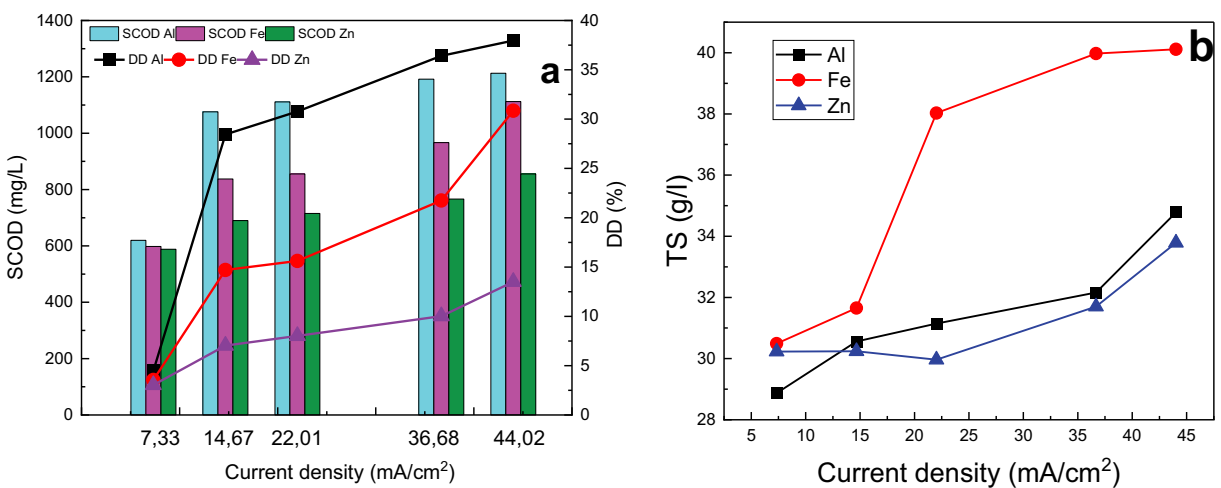 SCOD Al SCOD Fe SCOD Zn
DD Al DD Fe DD Zn
a
SCOD (mg/L)
1400
1200
1000
800
600
400
200
0
DD (%)
40
35
30
25
20
15
10
5
0
7,33 14,67 22,01 36,68 44,02
Current density (mA/cm²)
b
Al
Fe
Zn
TS (g/l)
40
38
36
34
32
30
28
5 10 15 20 25 30 35 40 45
Current density (mA/cm²)